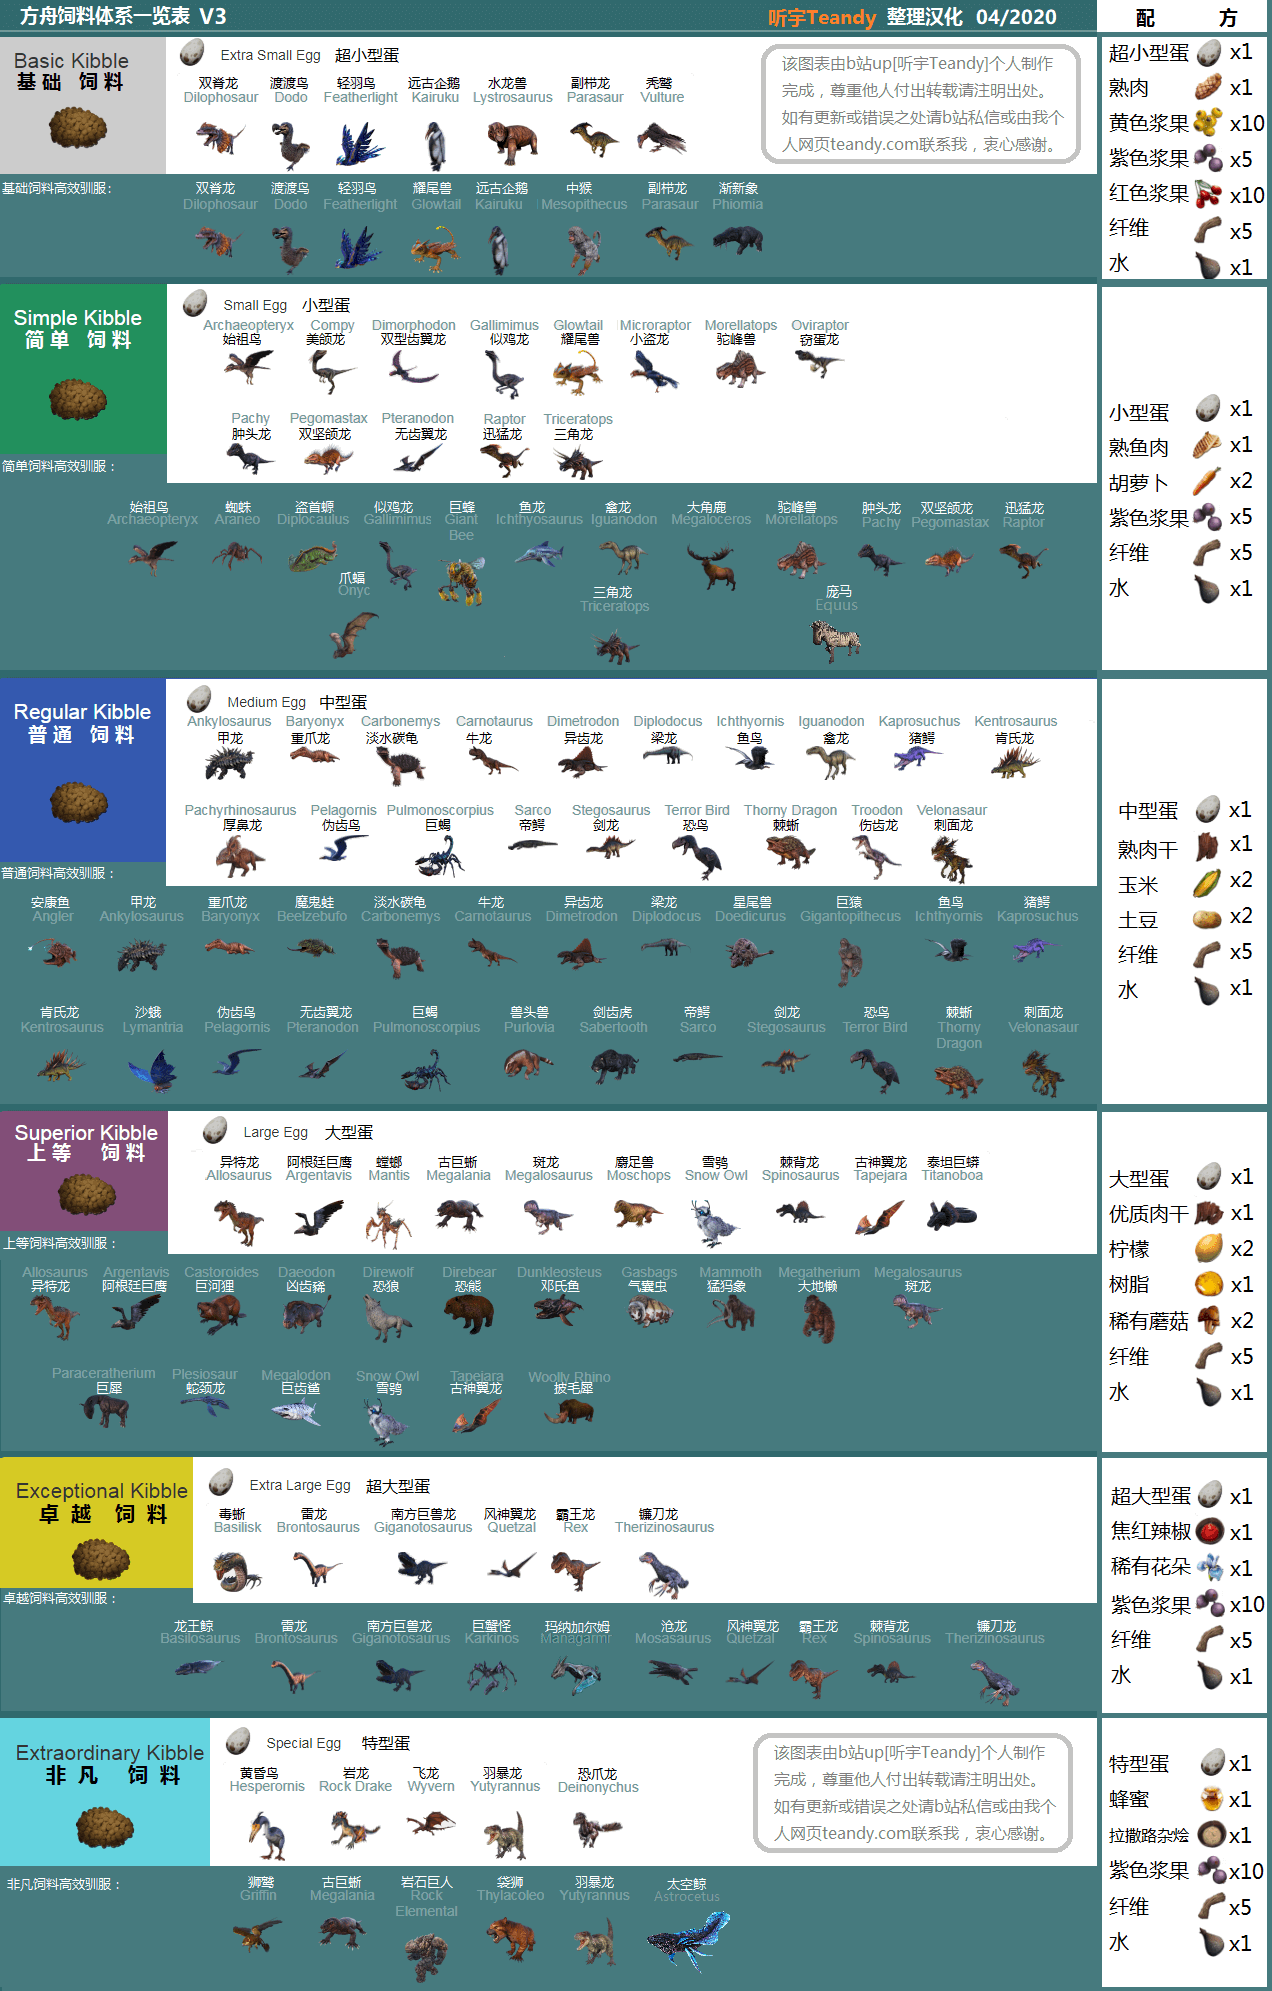 方舟饲料体系一览表 V3
听宇Teandy 整理汉化 04/2020
配 方
Basic Kibble
基础 饲料
Extra Small Egg 超小型蛋
双脊龙 渡渡鸟 轻羽鸟 远古企鹅 水龙兽 副栉龙 秃鹫
Dilophosaur Dodo Featherlight Kairuku Lystrosaurus Parasaur Vulture
该图表由b站up[听宇Teandy]个人制作
完成，尊重他人付出转载请注明出处。
如有更新或错误之处请b站私信或由我个
人网页teandy.com联系我，衷心感谢。
基础饲料高效驯服：
双脊龙 渡渡鸟 轻羽鸟 耀尾兽 远古企鹅 中猴 副栉龙 渐新象
Dilophosaur Dodo Featherlight Glowtail Kairuku Mesopithecus Parasaur Phiomia
超小型蛋 x1
熟肉 x1
黄色浆果 x10
紫色浆果 x5
红色浆果 x10
纤维 x5
水 x1
Simple Kibble
简单 饲料
Small Egg 小型蛋
Archaeopteryx Compy Dimorphodon Gallimimus Glowtail Microraptor Morellatops Oviraptor
始祖鸟 美颌龙 双型齿翼龙 似鸡龙 耀尾兽 小盗龙 驼峰兽 窃蛋龙
Pachy Pegomastax Pteranodon Raptor Triceratops
肿头龙 双坚颌龙 无齿翼龙 迅猛龙 三角龙
简单饲料高效驯服：
始祖鸟 蜘蛛 盗首螈 似鸡龙 巨蜂 鱼龙 禽龙 大角鹿 驼峰兽 肿头龙 双坚颌龙 迅猛龙
Archaeopteryx Araneo Diplocaulus Gallimimus Giant Bee Ichthyosaurus Iguanodon Megaloceros Morellatops Pachy Pegomastax Raptor
爪蝠 三角龙 庞马
Onyc Triceratops Equus
小型蛋 x1
熟鱼肉 x1
胡萝卜 x2
紫色浆果 x5
纤维 x5
水 x1
Regular Kibble
普通 饲料
Medium Egg 中型蛋
Ankylosaurus Baryonyx Carbonemys Carnotaurus Dimetrodon Diplodocus Ichthyornis Iguanodon Kaprosuchus Kentrosaurus
甲龙 重爪龙 淡水碳龟 牛龙 异齿龙 梁龙 鱼鸟 禽龙 猪鳄 肯氏龙
Pachyrhinosaurus Pelagornis Pulmonoscorpius Sarco Stegosaurus Terror Bird Thorny Dragon Troodon Velonasaur
厚鼻龙 伪齿鸟 巨蝎 帝鳄 剑龙 恐鸟 棘蜥 伤齿龙 刺面龙
普通饲料高效驯服：
安康鱼 甲龙 重爪龙 魔鬼蛙 淡水碳龟 牛龙 异齿龙 梁龙 星尾兽 巨猿 鱼鸟 猪鳄
Angler Ankylosaurus Baryonyx Beelzebufo Carbonemys Carnotaurus Dimetrodon Diplodocus Doedicurus Gigantopithecus Ichthyornis Kaprosuchus
肯氏龙 沙蛾 伪齿鸟 无齿翼龙 巨蝎 兽头兽 剑齿虎 帝鳄 剑龙 恐鸟 棘蜥 刺面龙
Kentrosaurus Lymantria Pelagornis Pteranodon Pulmonoscorpius Purlovia Sabertooth Sarco Stegosaurus Terror Bird Thorny Dragon Velonasaur
中型蛋 x1
熟肉干 x1
玉米 x2
土豆 x2
纤维 x5
水 x1
Superior Kibble
上等 饲料
Large Egg 大型蛋
异特龙 阿根廷巨鹰 螳螂 古巨蜥 斑龙 麝足兽 雪鸮 棘背龙 古神翼龙 泰坦巨蟒
Allosaurus Argentavis Mantis Megalania Megalosaurus Moschops Snow Owl Spinosaurus Tapejara Titanoboa
上等饲料高效驯服：
Allosaurus Argentavis Castoroides Daeodon Direwolf Direbear Dunkleosteus Gasbags Mammoth Megatherium Megalosaurus
异特龙 阿根廷巨鹰 巨河狸 凶齿豨 恐狼 恐熊 邓氏鱼 气囊虫 猛犸象 大地懒 斑龙
Paraceratherium Plesiosaur Megalodon Snow Owl Tapejara Woolly Rhino
巨犀 蛇颈龙 巨齿鲨 雪鸮 古神翼龙 披毛犀
大型蛋 x1
优质肉干 x1
柠檬 x2
树脂 x1
稀有蘑菇 x2
纤维 x5
水 x1
Exceptional Kibble
卓越 饲料
Extra Large Egg 超大型蛋
毒蜥 雷龙 南方巨兽龙 风神翼龙 霸王龙 镰刀龙
Basilisk Brontosaurus Giganotosaurus Quetzal Rex Therizinosaurus
卓越饲料高效驯服：
龙王鲸 雷龙 南方巨兽龙 巨蟹怪 玛纳加尔姆 沧龙 风神翼龙 霸王龙 棘背龙 镰刀龙
Basilosaurus Brontosaurus Giganotosaurus Karkinos Managarmr Mosasaurus Quetzal Rex Spinosaurus Therizinosaurus
超大型蛋 x1
焦红辣椒 x1
稀有花朵 x1
紫色浆果 x10
纤维 x5
水 x1
Extraordinary Kibble
非凡 饲料
Special Egg 特型蛋
黄昏鸟 岩龙 飞龙 羽暴龙 恐爪龙
Hesperornis Rock Drake Wyvern Yutyrannus Deinonychus
该图表由b站up[听宇Teandy]个人制作
完成，尊重他人付出转载请注明出处。
如有更新或错误之处请b站私信或由我个
人网页teandy.com联系我，衷心感谢。
非凡饲料高效驯服：
狮鹫 古巨蜥 岩石巨人 袋狮 羽暴龙 太空鲸
Griffin Megalania Rock Elemental Thylacoleo Yutyrannus Astrocetus
特型蛋 x1
蜂蜜 x1
拉撒路杂烩 x1
紫色浆果 x10
纤维 x5
水 x1